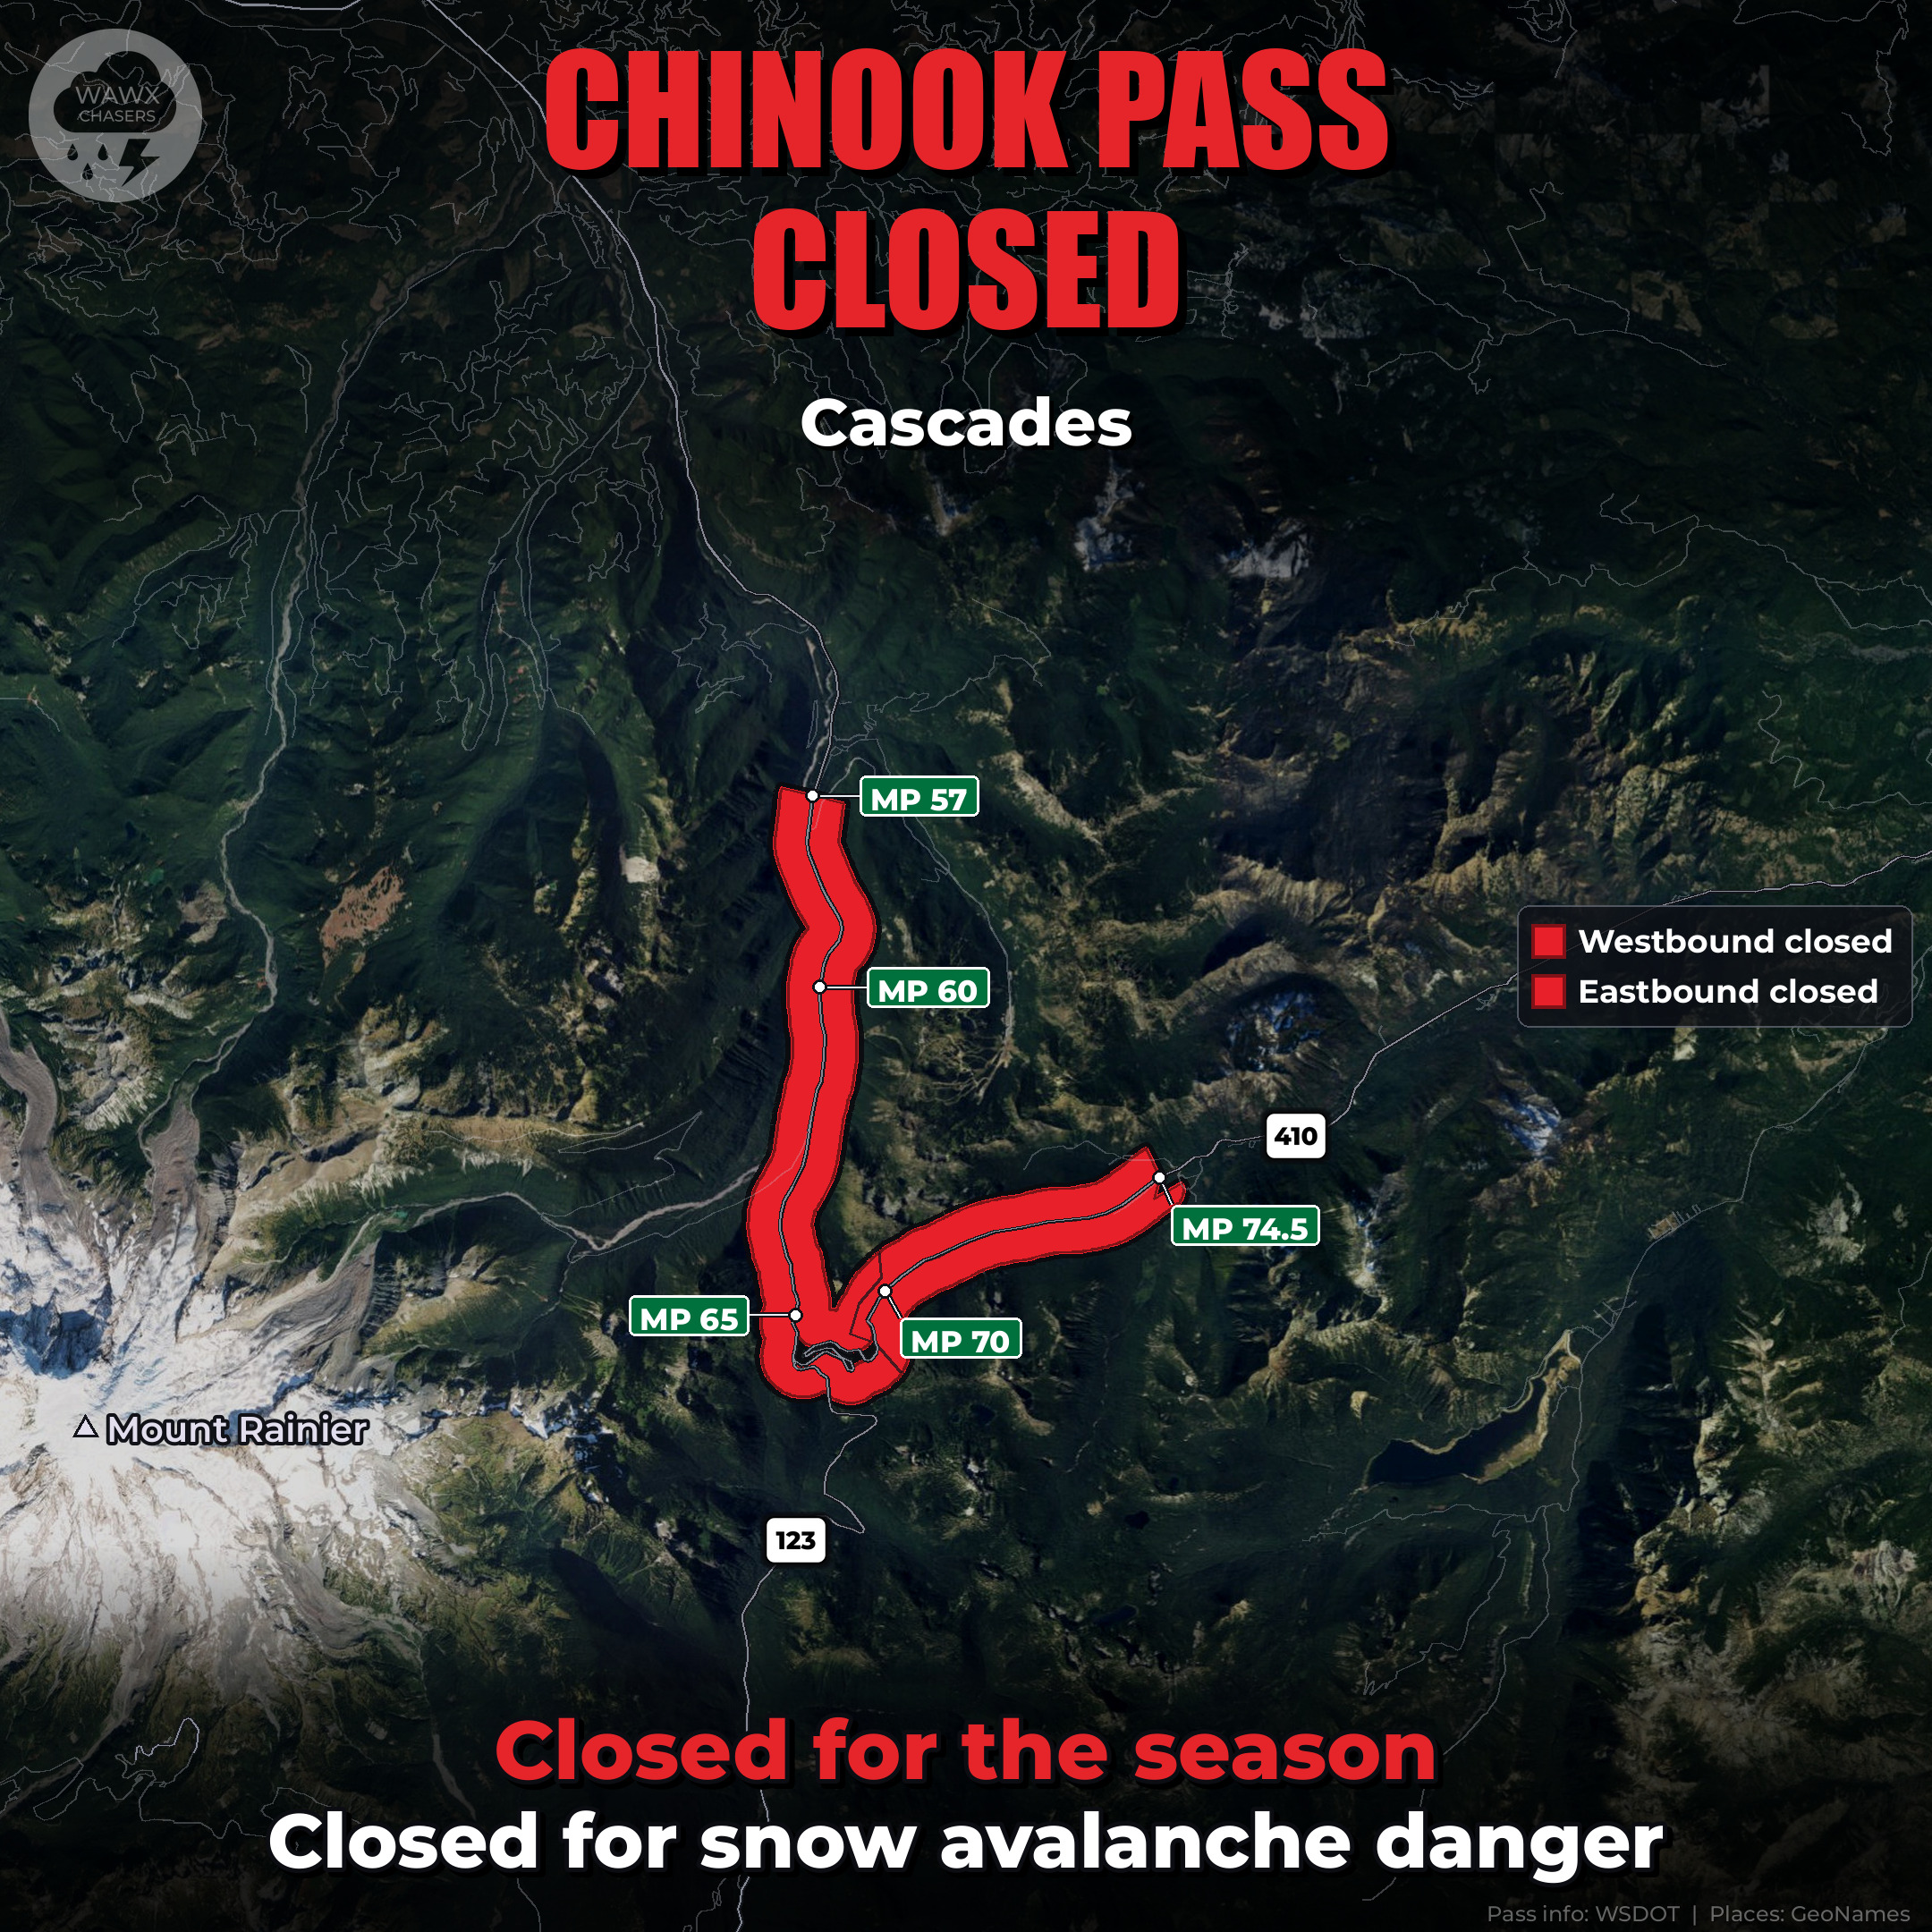 WAWX
CHASERS
CHINOOK PASS
CLOSED
Cascades
MP 57
MP 60
Westbound closed
Eastbound closed
410
MP 74.5
MP 65
MP 70
Mount Rainier
123
Closed for the season
Closed for snow avalanche danger
Pass info: WSDOT | Places: GeoNames